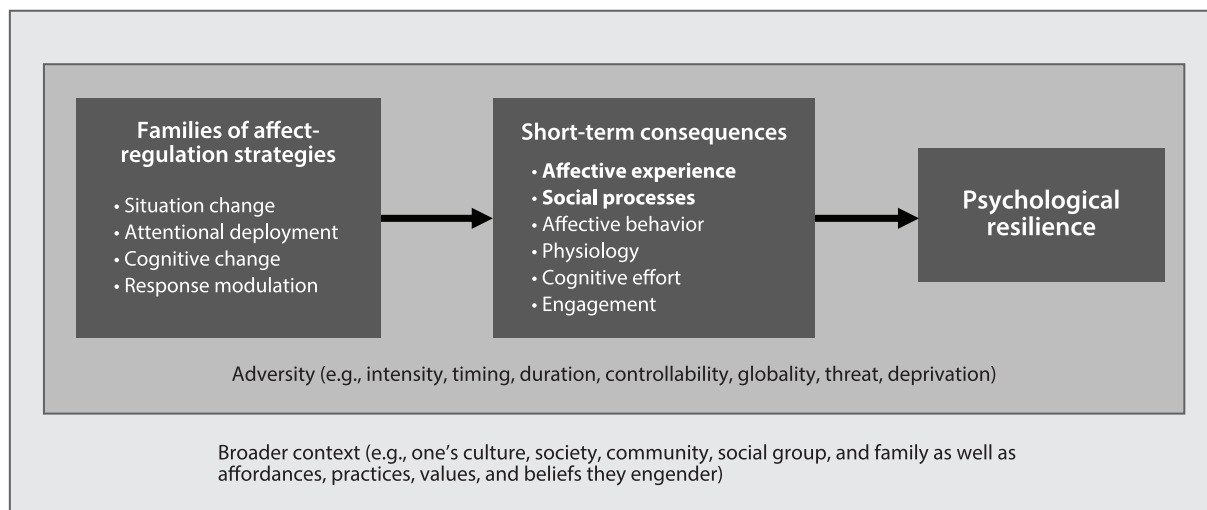 Families of affect-
regulation strategies
• Situation change
• Attentional deployment
• Cognitive change
• Response modulation
Short-term consequences
• Affective experience
• Social processes
• Affective behavior
• Physiology
• Cognitive effort
• Engagement
Psychological
resilience
Adversity (e.g., intensity, timing, duration, controllability, globality, threat, deprivation)
Broader context (e.g., one’s culture, society, community, social group, and family as well as
affordances, practices, values, and beliefs they engender)